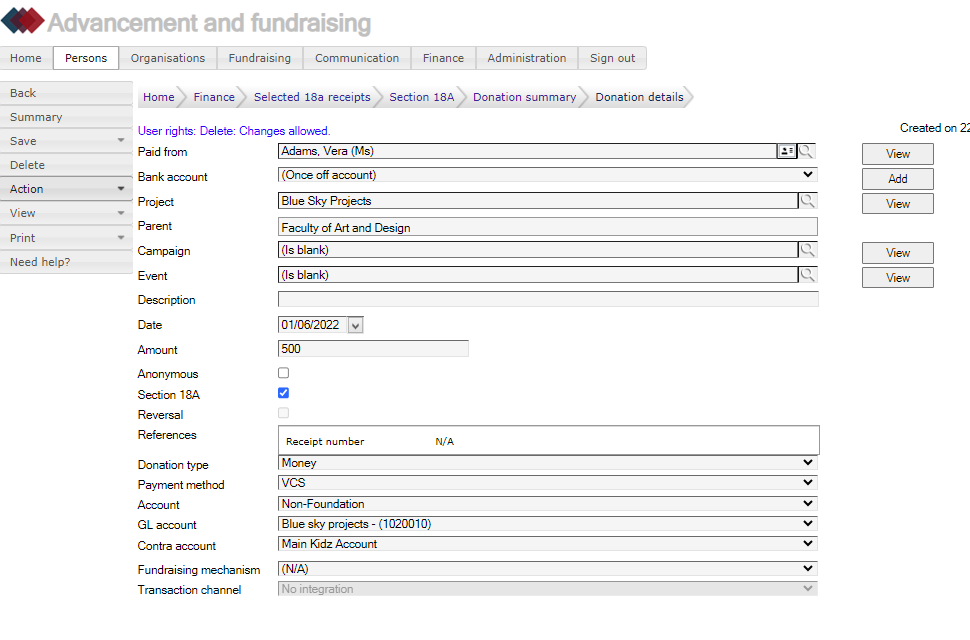 Advancement and fundraising
Home Persons Organisations Fundraising Communication Finance Administration Sign out
Back
Summary
Save
Delete
Action
View
Print
Need help?
Home Finance Selected 18a receipts Section 18A Donation summary Donation details
User rights: Delete: Changes allowed. Created on 22
Paid from Adams, Vera (Ms) View
Bank account (Once off account) Add
Project Blue Sky Projects View
Parent Faculty of Art and Design
Campaign (Is blank) View
Event (Is blank) View
Description
Date 01/06/2022
Amount 500
Anonymous
Section 18A
Reversal
References
Receipt number N/A
Donation type Money
Payment method VCS
Account Non-Foundation
GL account Blue sky projects - (1020010)
Contra account Main Kidz Account
Fundraising mechanism (N/A)
Transaction channel No integration